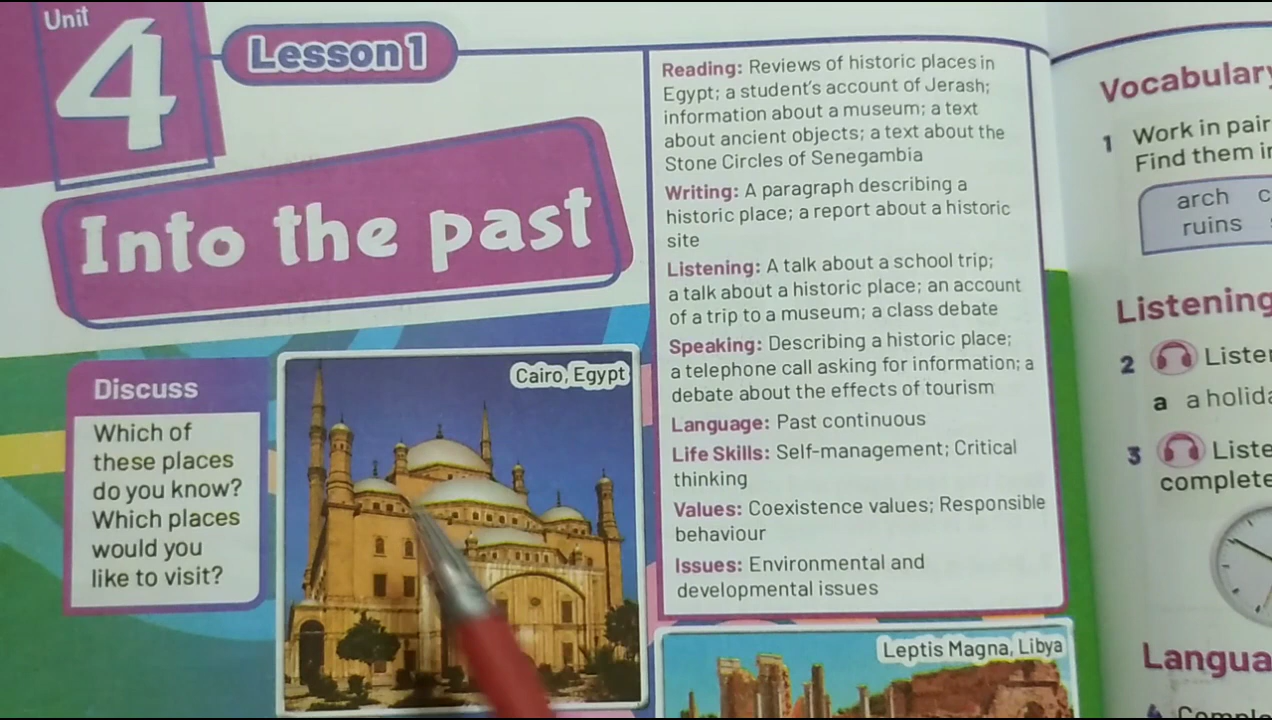 Unit
4
Lesson 1
Into the past
Discuss
Which of
these places
do you know?
Which places
would you
like to visit?
Cairo, Egypt
Reading: Reviews of historic places in
Egypt; a student's account of Jerash;
information about a museum; a text
about ancient objects; a text about the
Stone Circles of Senegambia
Writing: A paragraph describing a
historic place; a report about a historic
site
Listening: A talk about a school trip;
a talk about a historic place; an account
of a trip to a museum; a class debate
Speaking: Describing a historic place;
a telephone call asking for information; a
debate about the effects of tourism
Language: Past continuous
Life Skills: Self-management; Critical
thinking
Values: Coexistence values; Responsible
behaviour
Issues: Environmental and
developmental issues
Leptis Magna, Libya
Vocabulary
1 Work in
Find them
arch
ruins
Listening
2
a a
3
complete